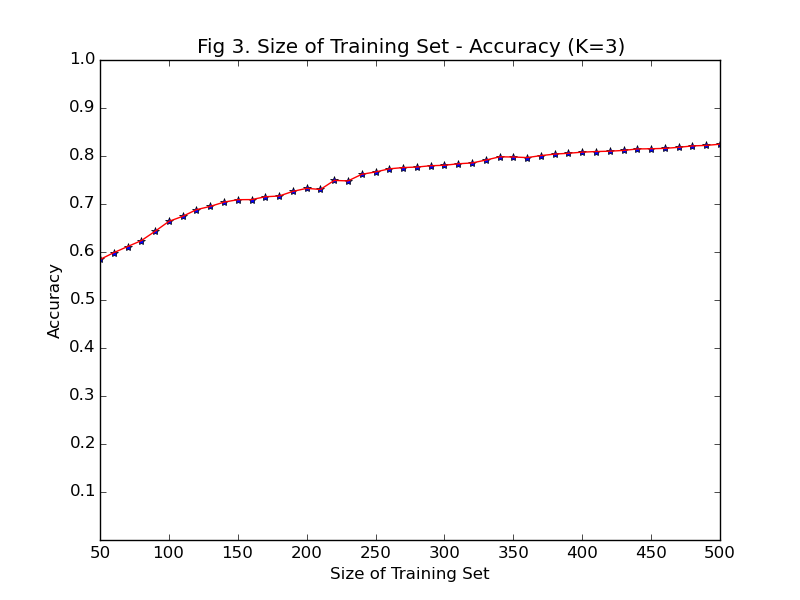 Fig 3. Size of Training Set - Accuracy (K=3)
1.0
0.9
0.8
0.7
0.6
0.5
0.4
0.3
0.2
0.1
Accuracy
50 100 150 200 250 300 350 400 450 500
Size of Training Set